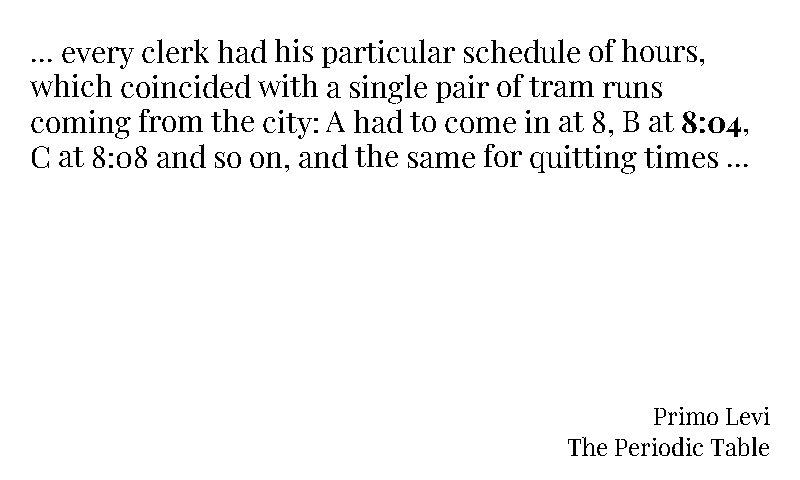 ... every clerk had his particular schedule of hours,
which coincided with a single pair of tram runs
coming from the city: A had to come in at 8, B at 8:04,
C at 8:08 and so on, and the same for quitting times ...
Primo Levi
The Periodic Table